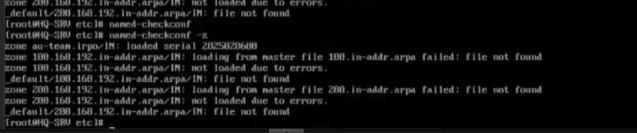 zone 200.168.192.in-addr.arpa/IN: not loaded due to errors.
_default/200.168.192.in-addr.arpa/IN: file not found
[root@HQ-SRV etc]# named-checkconf
[root@HQ-SRV etc]# named-checkconf -z
zone au-team.irpo/IN: loaded serial 2025020600
zone 100.168.192.in-addr.arpa/IN: loading from master file 100.in-addr.arpa failed: file not found
zone 100.168.192.in-addr.arpa/IN: not loaded due to errors.
_default/100.168.192.in-addr.arpa/IN: file not found
zone 200.168.192.in-addr.arpa/IN: loading from master file 200.in-addr.arpa failed: file not found
zone 200.168.192.in-addr.arpa/IN: not loaded due to errors.
_default/200.168.192.in-addr.arpa/IN: file not found
[root@HQ-SRV etc]# _